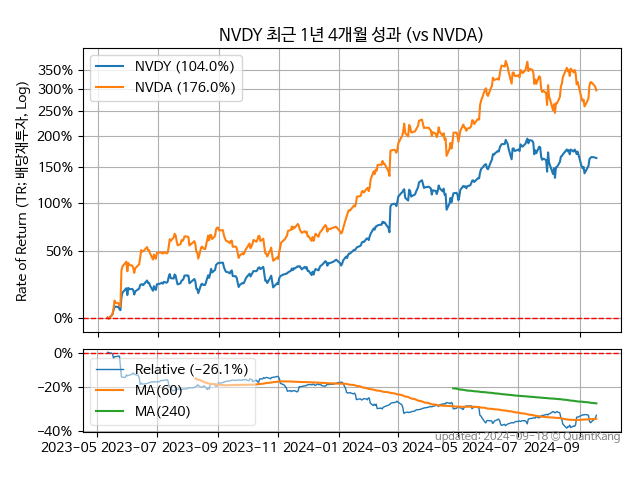 NVDY 최근 1년 4개월 성과 (vs NVDA)
Rate of Return (TR: 배당재투자, Log)
NVDY (104.0%)
NVDA (176.0%)
350%
300%
250%
200%
150%
100%
50%
0%
Relative (−26.1%)
MA(60)
MA(240)
0%
−20%
−40%
2023−05
2023−07
2023−09
2023−11
2024−01
2024−03
2024−05
2024−07
2024−09
updated: 2024-09-18 © QuantKang